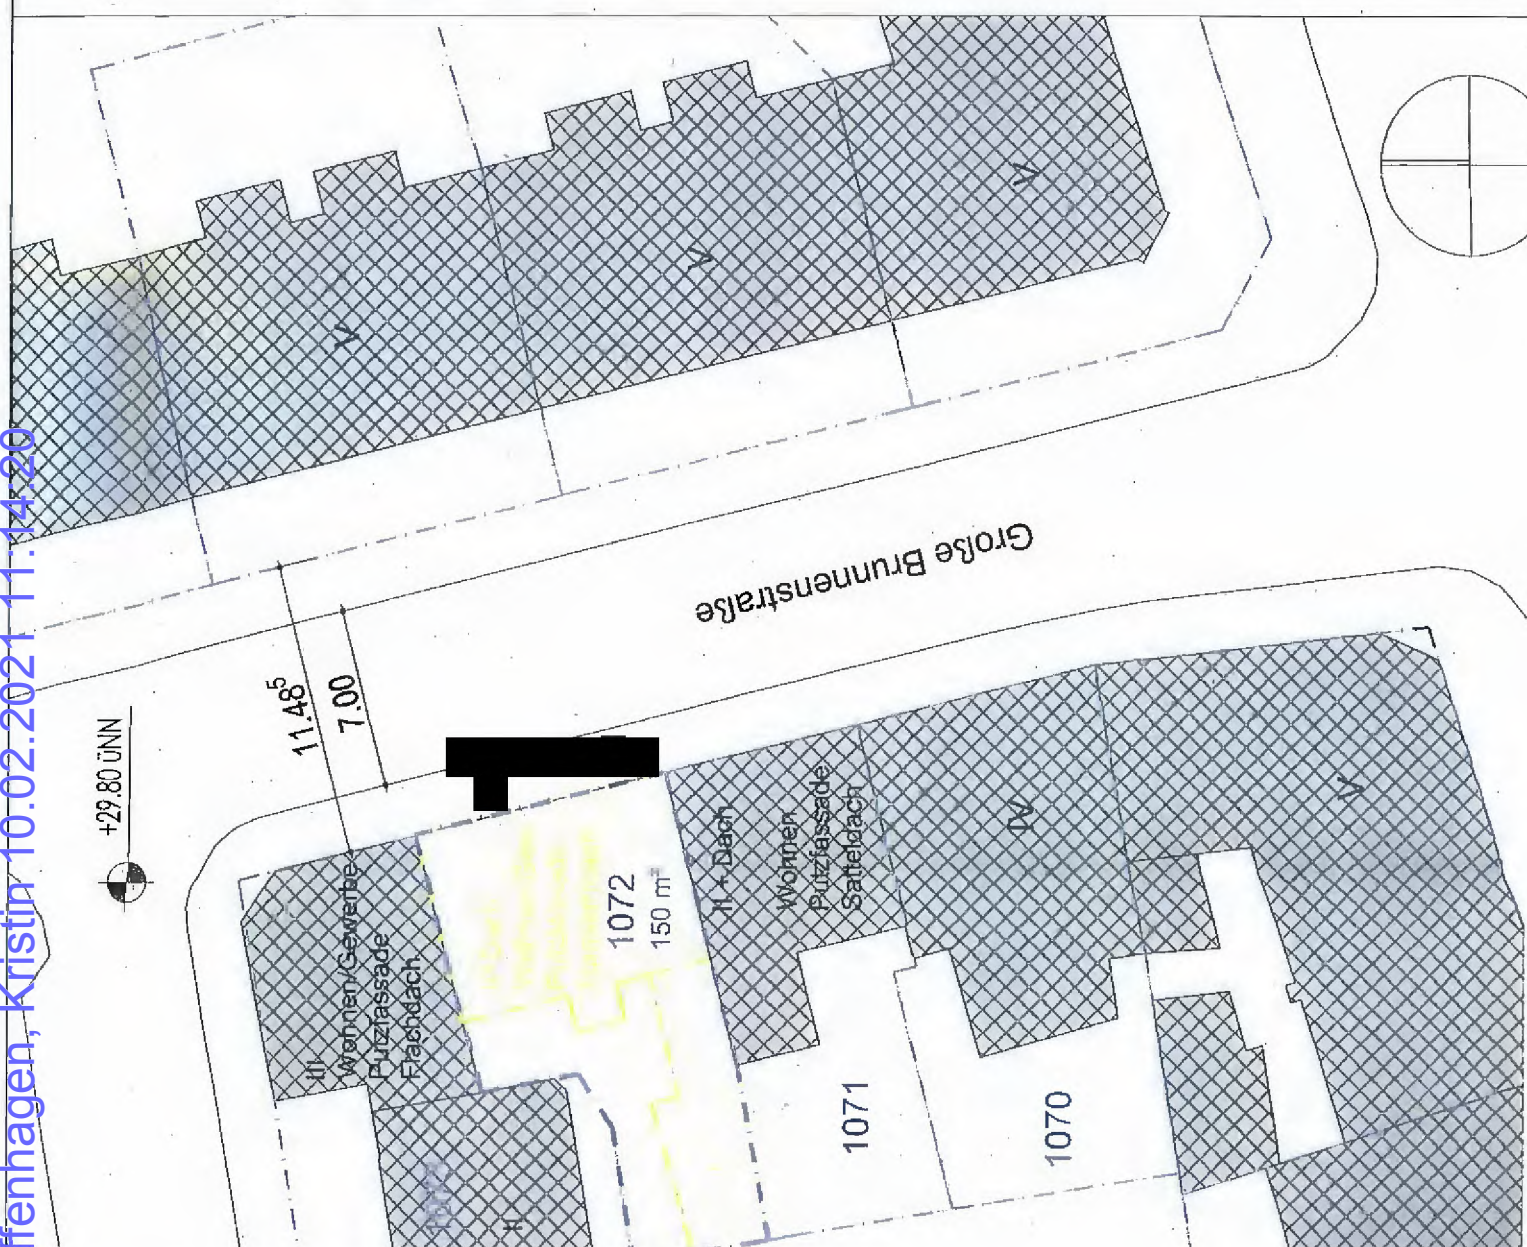 ffenhagen, Kristin 10.02.2021 11:14:20
V
V
V
Große Brunnenstraße
11.48⁵
7.00
+29.80 üNN
III
Wohnen/Gewerbe
Putzfassade
Flachdach
1072
150 m²
II + Dach
Wohnen
Putzfassade
Satteldach
IV
V
1071
1070
II